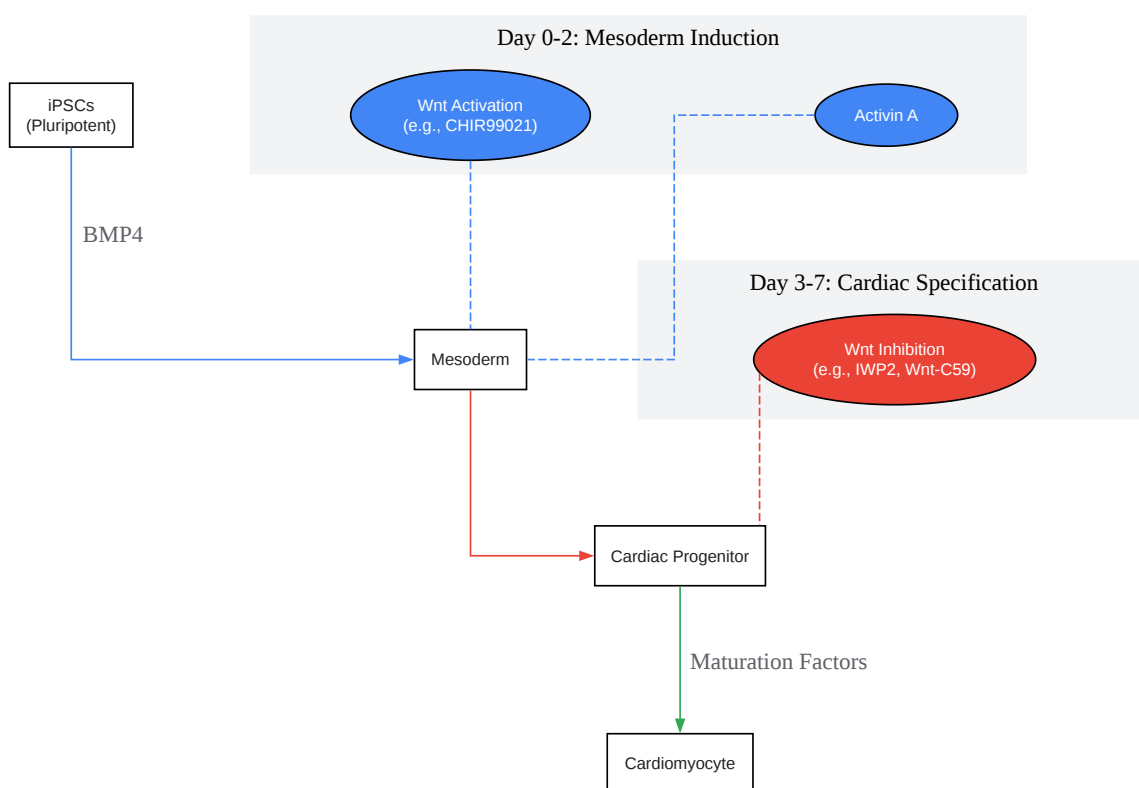 Day 0-2: Mesoderm Induction
iPSCs
(Pluripotent)
Wnt Activation
(e.g., CHIR99021)
Activin A
BMP4
Day 3-7: Cardiac Specification
Mesoderm
Wnt Inhibition
(e.g., IWP2, Wnt-C59)
Cardiac Progenitor
Maturation Factors
Cardiomyocyte